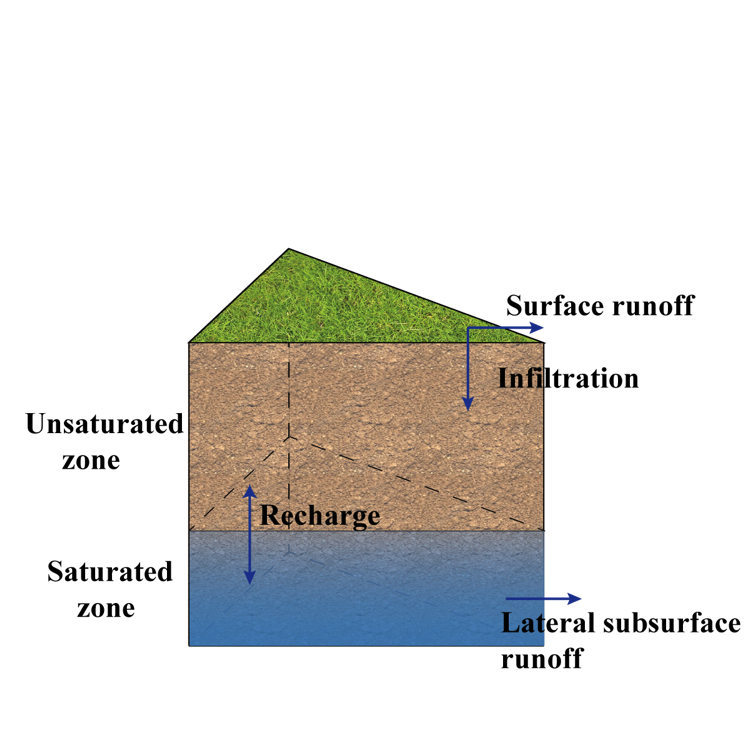 Surface runoff
Infiltration
Unsaturated
zone
Recharge
Saturated
zone
Lateral subsurface
runoff